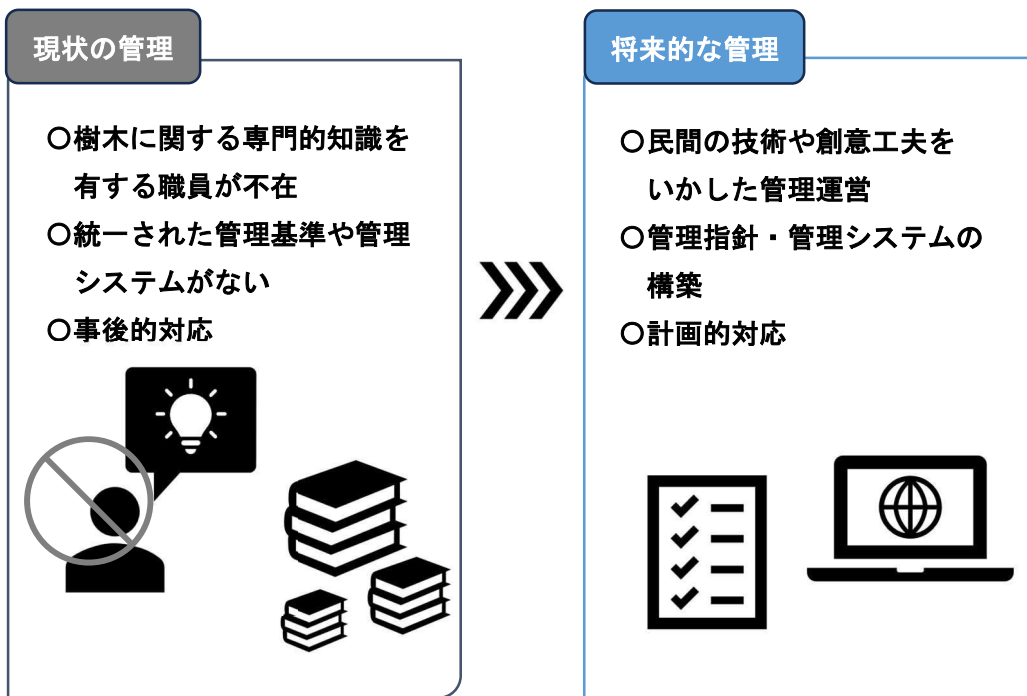 現状の管理
〇樹木に関する専門的知識を
有する職員が不在
〇統一された管理基準や管理
システムがない
〇事後的対応
将来的な管理
〇民間の技術や創意工夫を
いかした管理運営
〇管理指針・管理システムの
構築
〇計画的対応